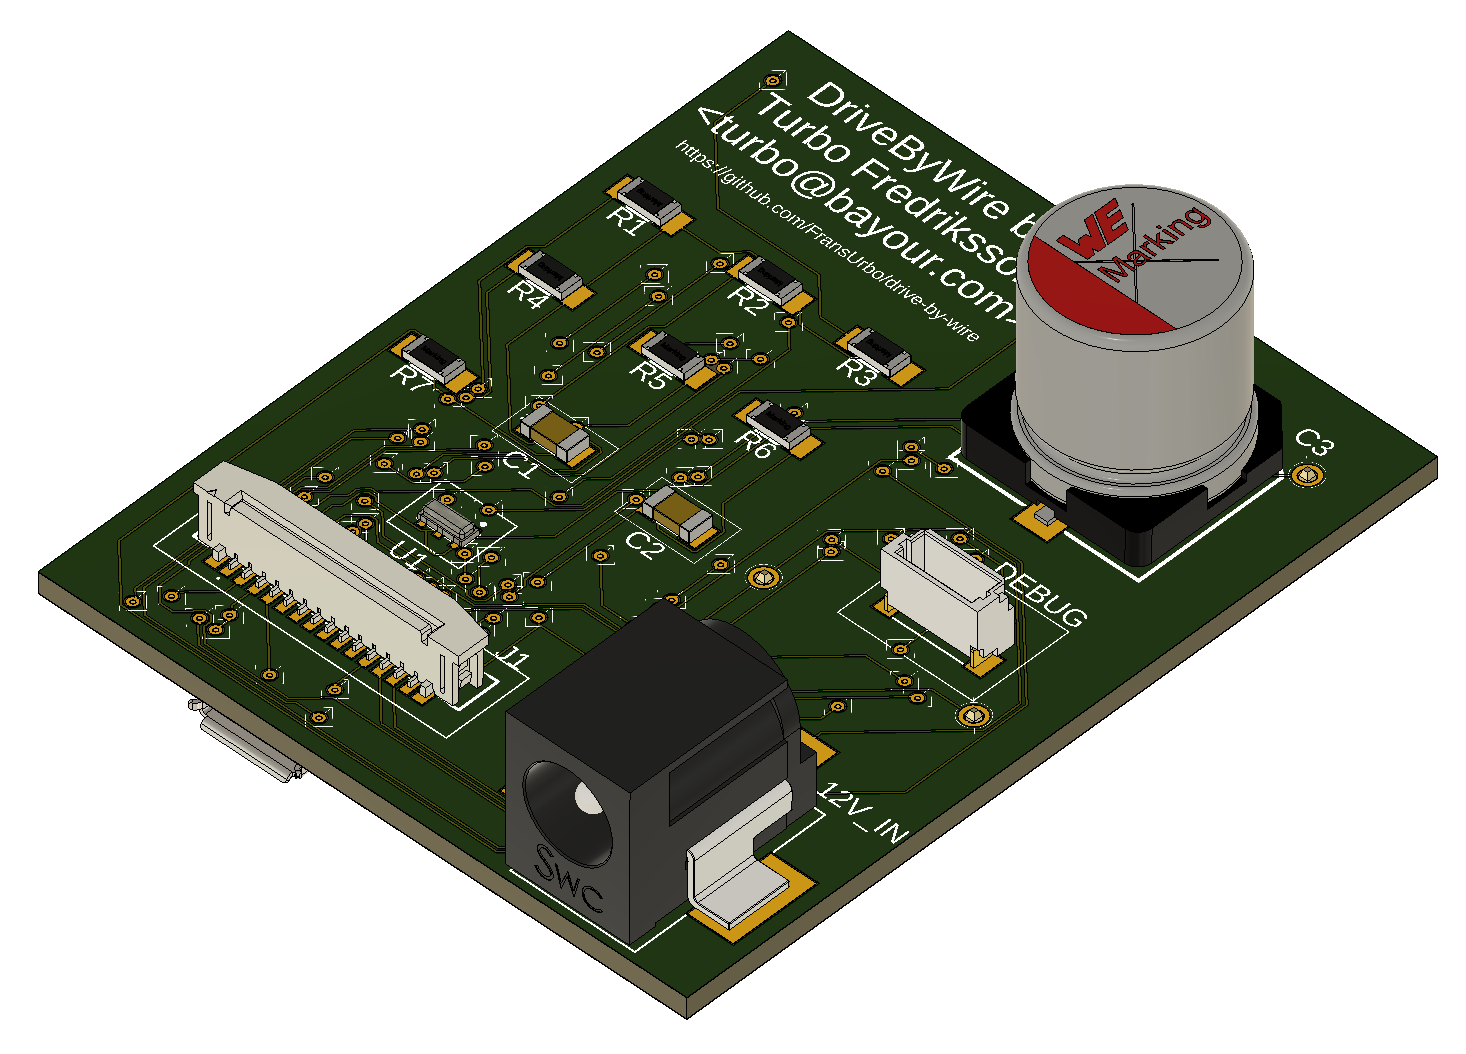 DriveByWire b
Turbo Fredriksso
<turbo@bayour.com>
https://github.com/FransUrbo/drive-by-wire
WE
Marking
R1
R4
R2
R7
R5
R3
R6
C1
C3
C2
U1
DEBUG
J1
12V_IN
SWC